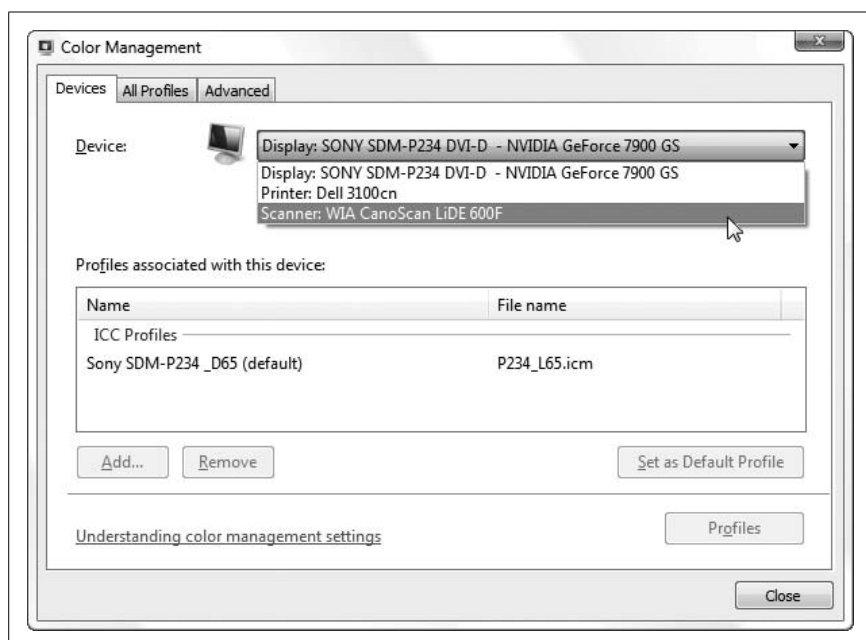 Color Management
Devices All Profiles Advanced
Device: Display: SONY SDM-P234 DVI-D - NVIDIA GeForce 7900 GS
Display: SONY SDM-P234 DVI-D - NVIDIA GeForce 7900 GS
Printer: Dell 3100cn
Scanner: WIA CanoScan LiDE 600F
Profiles associated with this device:
Name File name
ICC Profiles
Sony SDM-P234 _D65 (default) P234_L65.icm
Add... Remove Set as Default Profile
Understanding color management settings Profiles
Close